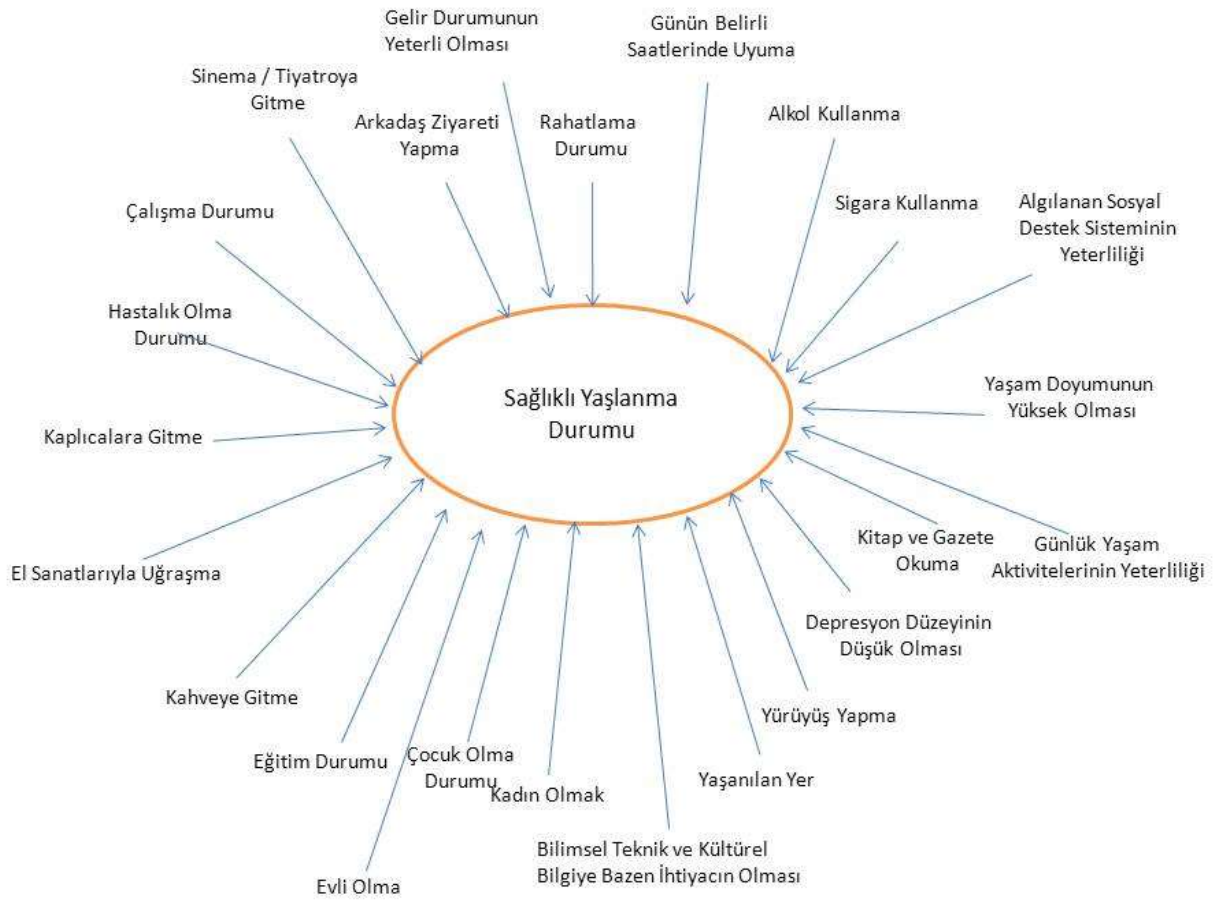 Gelir Durumunun
Yeterli Olması
Günün Belirli
Saatlerinde Uyuma
Sinema / Tiyatroya
Gitme
Arkadaş Ziyareti
Yapma
Rahatlama
Durumu
Alkol Kullanma
Çalışma Durumu
Sigara Kullanma
Algılanan Sosyal
Destek Sisteminin
Yeterliliği
Hastalık Olma
Durumu
Sağlıklı Yaşlanma
Durumu
Yaşam Doyumunun
Yüksek Olması
Kaplıcalara Gitme
Kitap ve Gazete
Okuma
Günlük Yaşam
Aktivitelerinin Yeterliliği
El Sanatlarıyla Uğraşma
Depresyon Düzeyinin
Düşük Olması
Kahveye Gitme
Yürüyüş Yapma
Eğitim Durumu
Çocuk Olma
Durumu
Kadın Olmak
Yaşanılan Yer
Bilimsel Teknik ve Kültürel
Bilgiye Bazen İhtiyacın Olması
Evli Olma